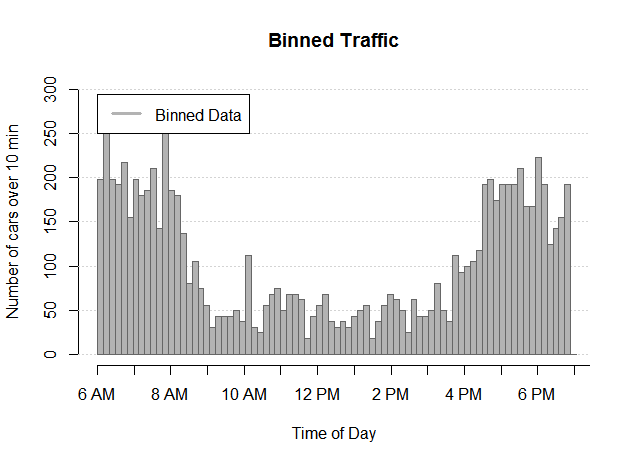 Binned Traffic
Binned Data
Number of cars over 10 min
300
250
200
150
100
50
0
6 AM 8 AM 10 AM 12 PM 2 PM 4 PM 6 PM
Time of Day